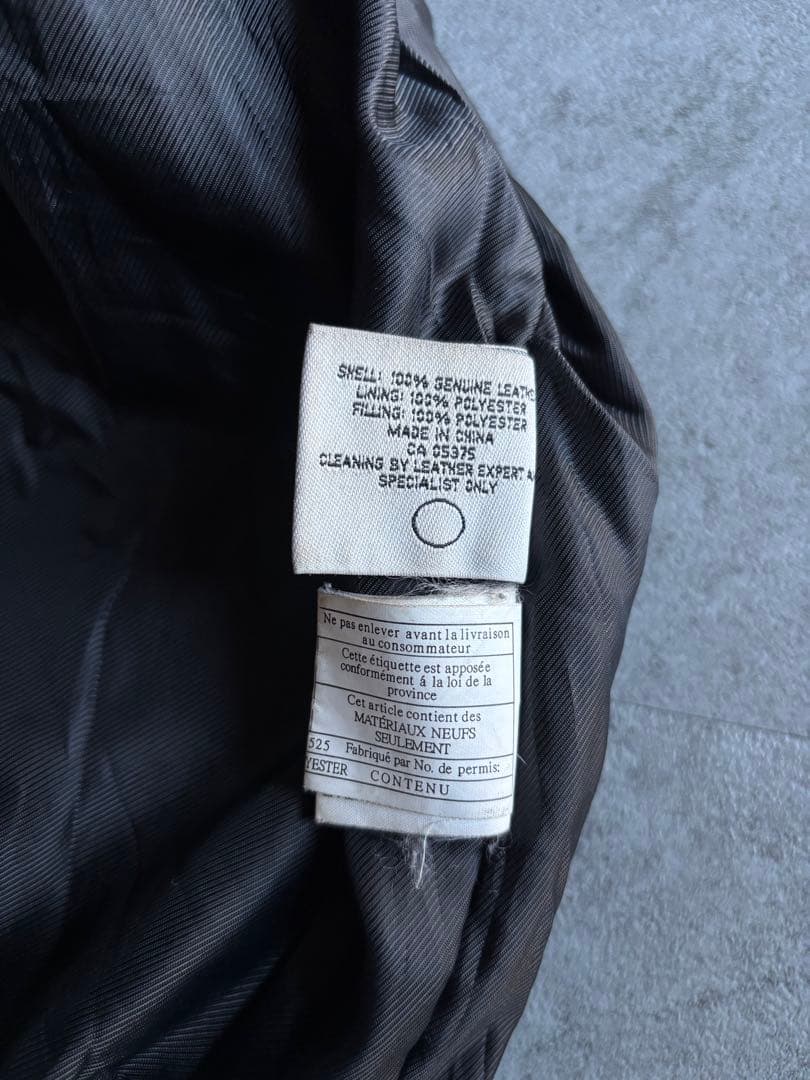 SHELL: 100% GENUINE LEATHE
LINING: 100% POLYESTER
FILLING: 100% POLYESTER
MADE IN CHINA
CA 05375
CLEANING BY LEATHER EXPERT
SPECIALIST ONLY
Ne pas enlever avant la livraison
au consommateur
Cette étiquette est apposée
conformément á la loi de la
province
Cet article contient des
MATÉRIAUX NEUFS
SEULEMENT
525 Fabriqué par No. de permis:
YESTER CONTENU